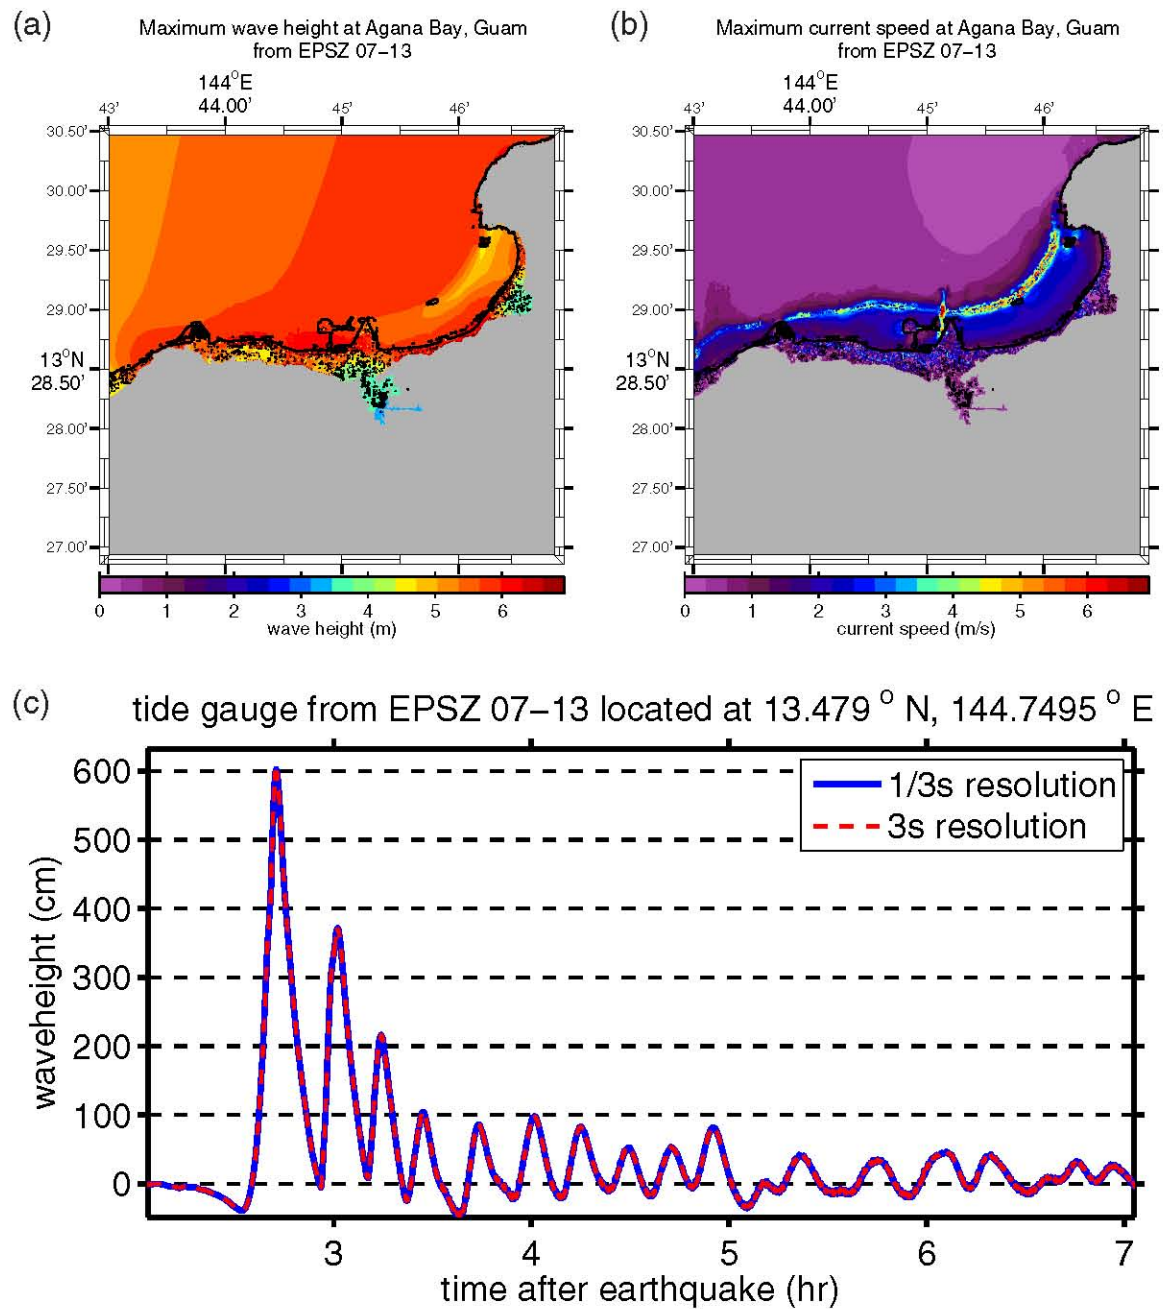 (a)
Maximum wave height at Agana Bay, Guam
from EPSZ 07−13
144°E
43' 44.00' 45' 46'
30.50'
30.00'
29.50'
29.00'
13°N
28.50'
28.00'
27.50'
27.00'
0 1 2 3 4 5 6
wave height (m)
(b)
Maximum current speed at Agana Bay, Guam
from EPSZ 07−13
144°E
43' 44.00' 45' 46'
30.50'
30.00'
29.50'
29.00'
13°N
28.50'
28.00'
27.50'
27.00'
0 1 2 3 4 5 6
current speed (m/s)
(c)
tide gauge from EPSZ 07−13 located at 13.479 ° N, 144.7495 ° E
600
500
400
300
200
100
0
waveheight (cm)
1/3s resolution
3s resolution
3 4 5 6 7
time after earthquake (hr)